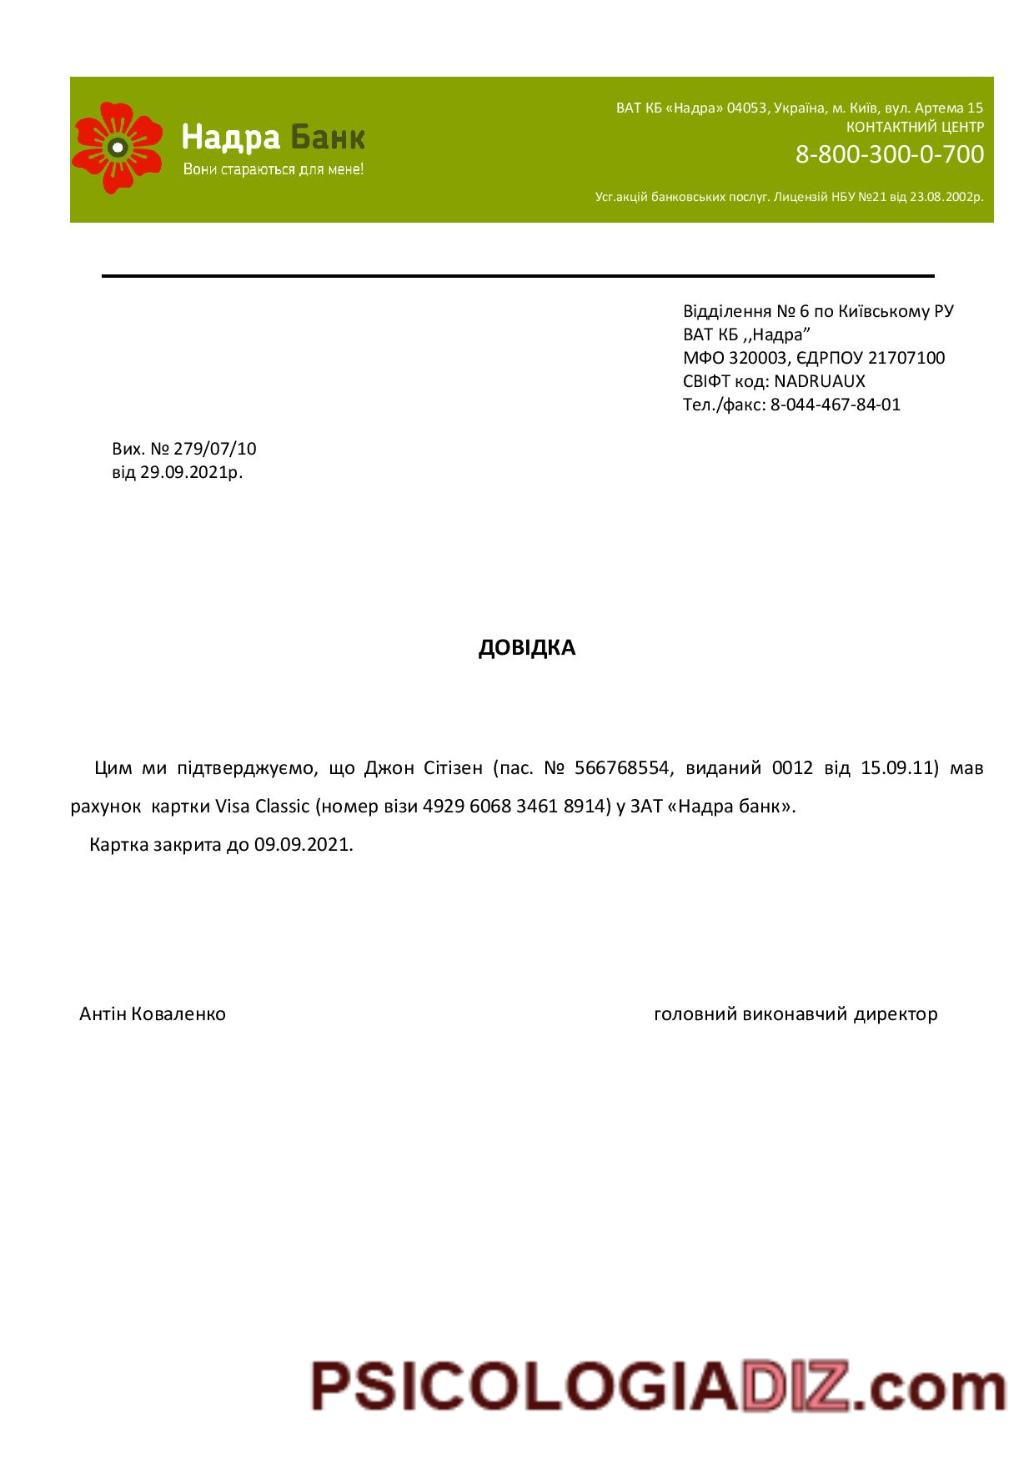 Надра Банк
Вони стараються для мене!
ВАТ КБ «Надра» 04053, Україна, м. Київ, вул. Артема 15
КОНТАКТНИЙ ЦЕНТР
8-800-300-0-700
Усг.акцій банковських послуг. Лицензій НБУ №21 від 23.08.2002р.
Відділення № 6 по Київському РУ
ВАТ КБ ,,Надра”
МФО 320003, ЄДРПОУ 21707100
СВІФТ код: NADRUAUX
Тел./факс: 8-044-467-84-01
Вих. № 279/07/10
від 29.09.2021р.
ДОВІДКА
Цим ми підтверджуємо, що Джон Сітізен (пас. № 566768554, виданий 0012 від 15.09.11) мав
рахунок картки Visa Classic (номер візи 4929 6068 3461 8914) у ЗАТ «Надра банк».
Картка закрита до 09.09.2021.
Антін Коваленко головний виконавчий директор
PSICOLOGIADIZ.com